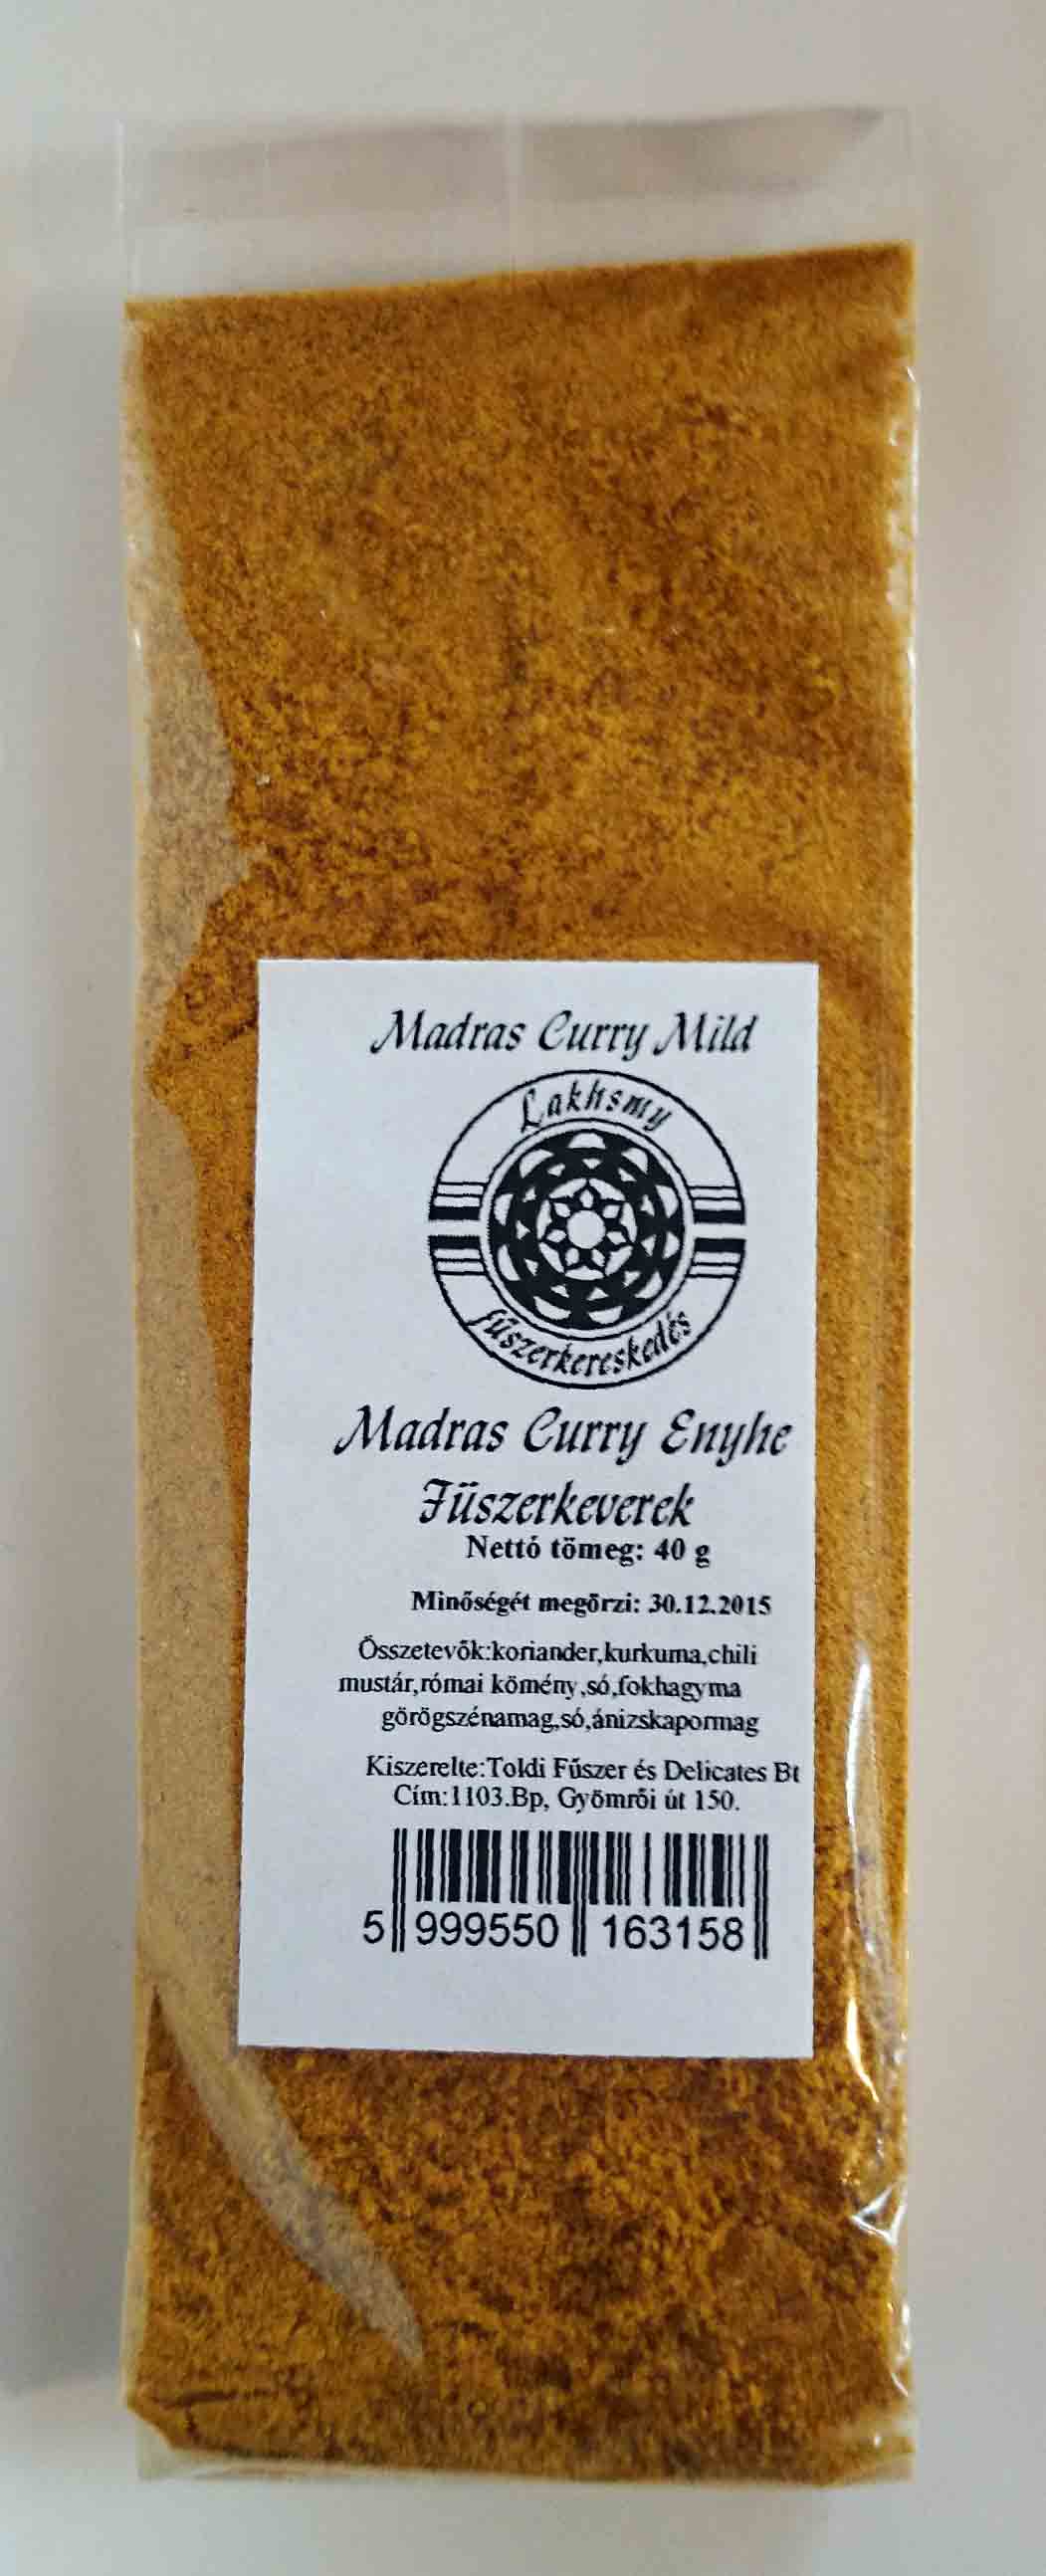 Madras Curry Mild
Lakhsmy
fűszerkereskedés
Madras Curry Enyhe
Fűszerkeverek
Nettó tömeg: 40 g
Minőségét megőrzi: 30.12.2015
Összetevők:koriander,kurkuma,chili
mustár,római kömény,só,fokhagyma
görögszénamag,só,ánizskapormag
Kiszerelte:Toldi Fűszer és Delicates Bt
Cím:1103.Bp, Gyömrői út 150.
5 999550 163158